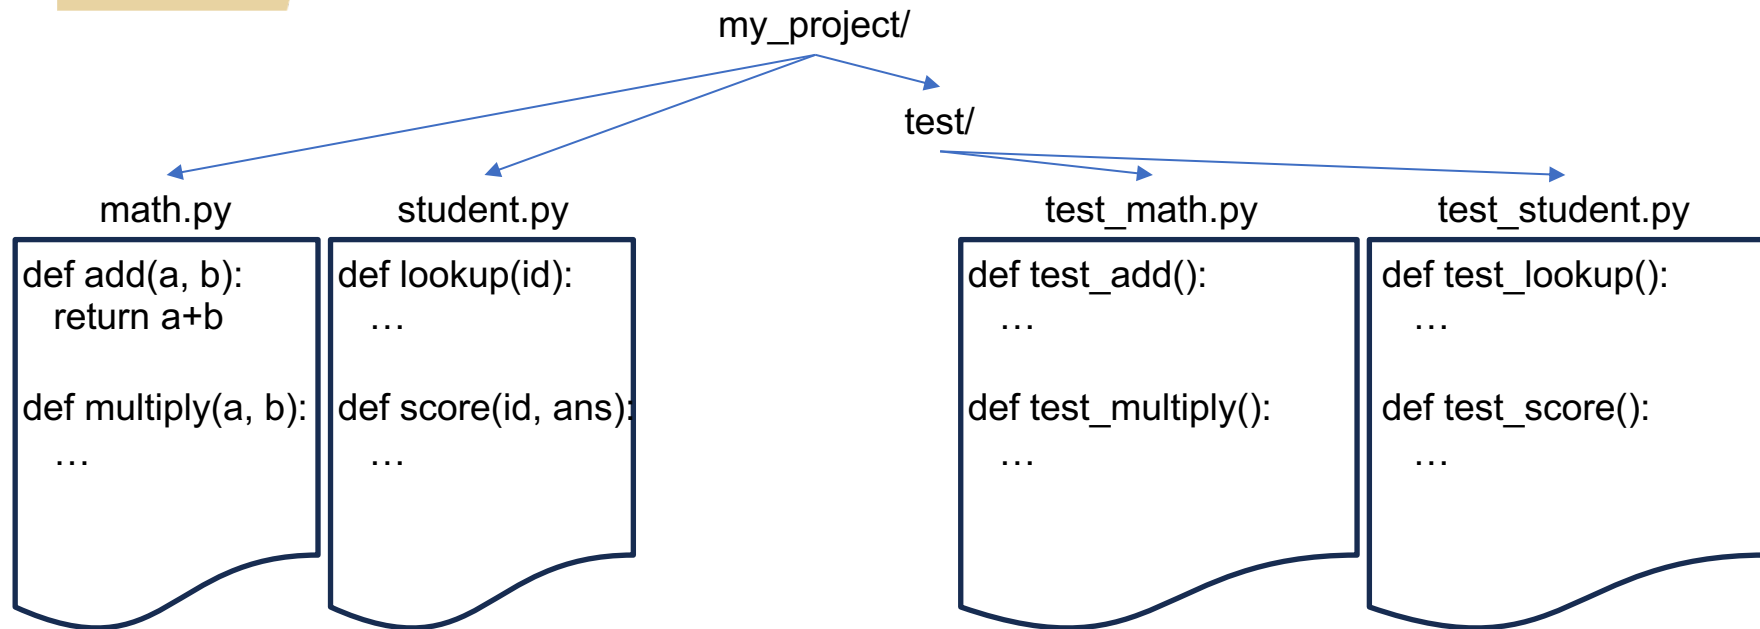 my_project/
test/
math.py
student.py
test_math.py
test_student.py
def add(a, b):
return a+b
def multiply(a, b):
…
def lookup(id):
…
def score(id, ans):
…
def test_add():
…
def test_multiply():
…
def test_lookup():
…
def test_score():
…